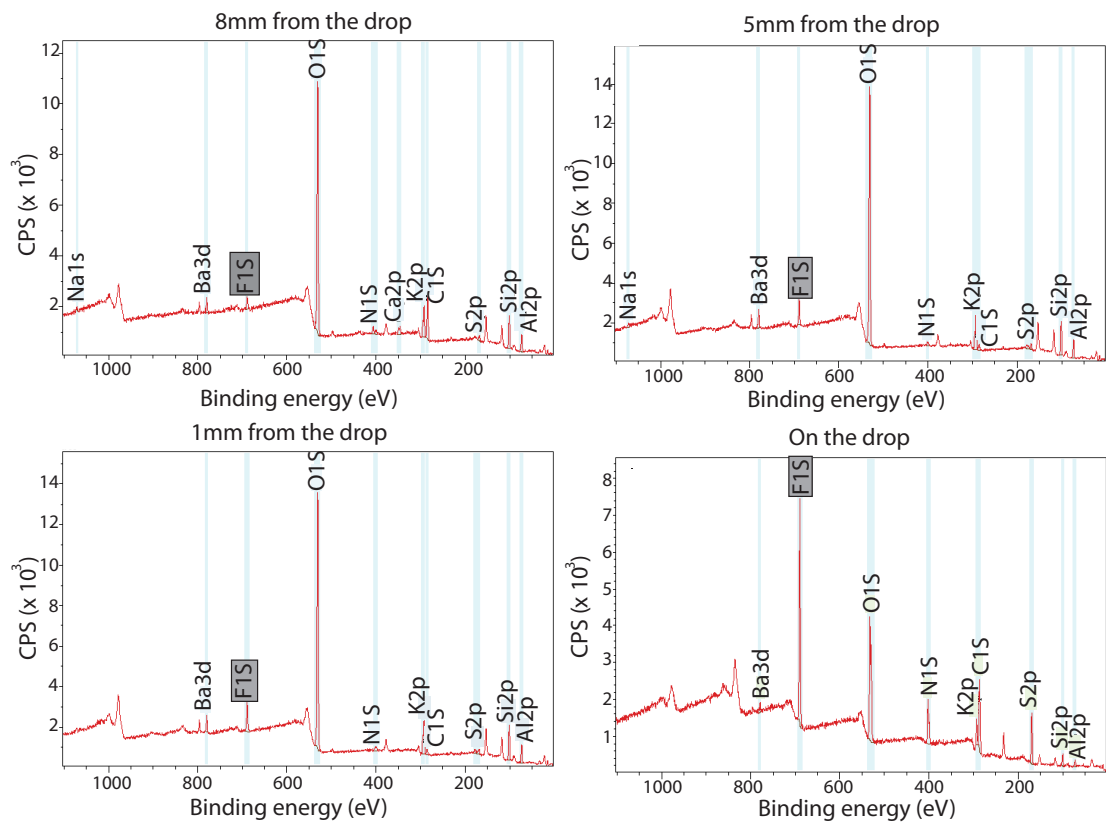 8mm from the drop
CPS (x 10³)
12
10
8
6
4
2
Na1s
Ba3d
F1S
O1S
N1S
Ca2p
K2p
C1S
S2p
Si2p
Al2p
1000 800 600 400 200
Binding energy (eV)
5mm from the drop
CPS (x 10³)
14
12
10
8
6
4
2
Na1s
Ba3d
F1S
O1S
N1S
K2p
C1S
S2p
Si2p
Al2p
1000 800 600 400 200
Binding energy (eV)
1mm from the drop
CPS (x 10³)
14
12
10
8
6
4
2
Ba3d
F1S
O1S
N1S
K2p
C1S
S2p
Si2p
Al2p
1000 800 600 400 200
Binding energy (eV)
On the drop
CPS (x 10³)
8
7
6
5
4
3
2
1
Ba3d
F1S
O1S
N1S
K2p
C1S
S2p
Si2p
Al2p
1000 800 600 400 200
Binding energy (eV)